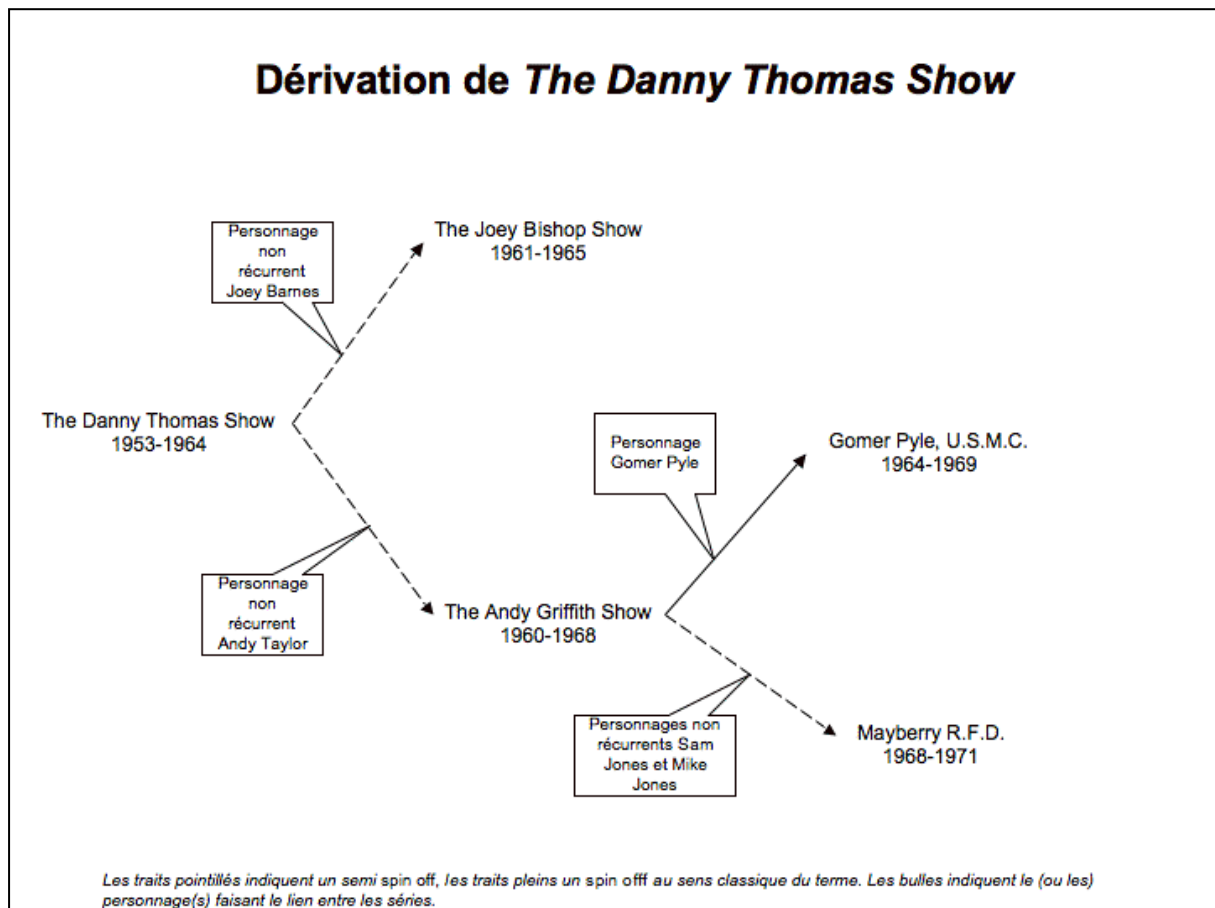 Dérivation de The Danny Thomas Show
Personnage
non
récurrent
Joey Barnes
The Joey Bishop Show
1961-1965
The Danny Thomas Show
1953-1964
Personnage
Gomer Pyle
Gomer Pyle, U.S.M.C.
1964-1969
Personnage
non
récurrent
Andy Taylor
The Andy Griffith Show
1960-1968
Personnages non
récurrents Sam
Jones et Mike
Jones
Mayberry R.F.D.
1968-1971
Les traits pointillés indiquent un semi spin off, les traits pleins un spin offf au sens classique du terme. Les bulles indiquent le (ou les)
personnage(s) faisant le lien entre les séries.